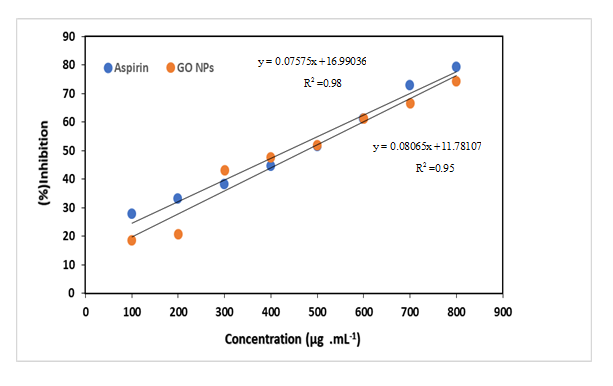 90
80
70
60
50
40
30
20
10
0
(%)Inhibition
Aspirin
GO NPs
y = 0.07575x+16.99036
R² =0.98
y = 0.08065x+11.78107
R² =0.95
0 100 200 300 400 500 600 700 800 900
Concentration (µg .mL⁻¹)